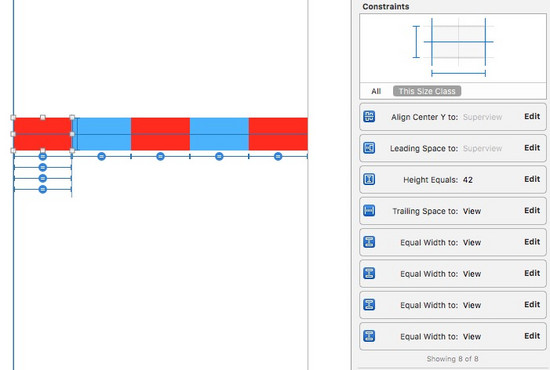 Constraints
All This Size Class
Align Center Y to: Superview Edit
Leading Space to: Superview Edit
Height Equals: 42 Edit
Trailing Space to: View Edit
Equal Width to: View Edit
Equal Width to: View Edit
Equal Width to: View Edit
Equal Width to: View Edit
Showing 8 of 8